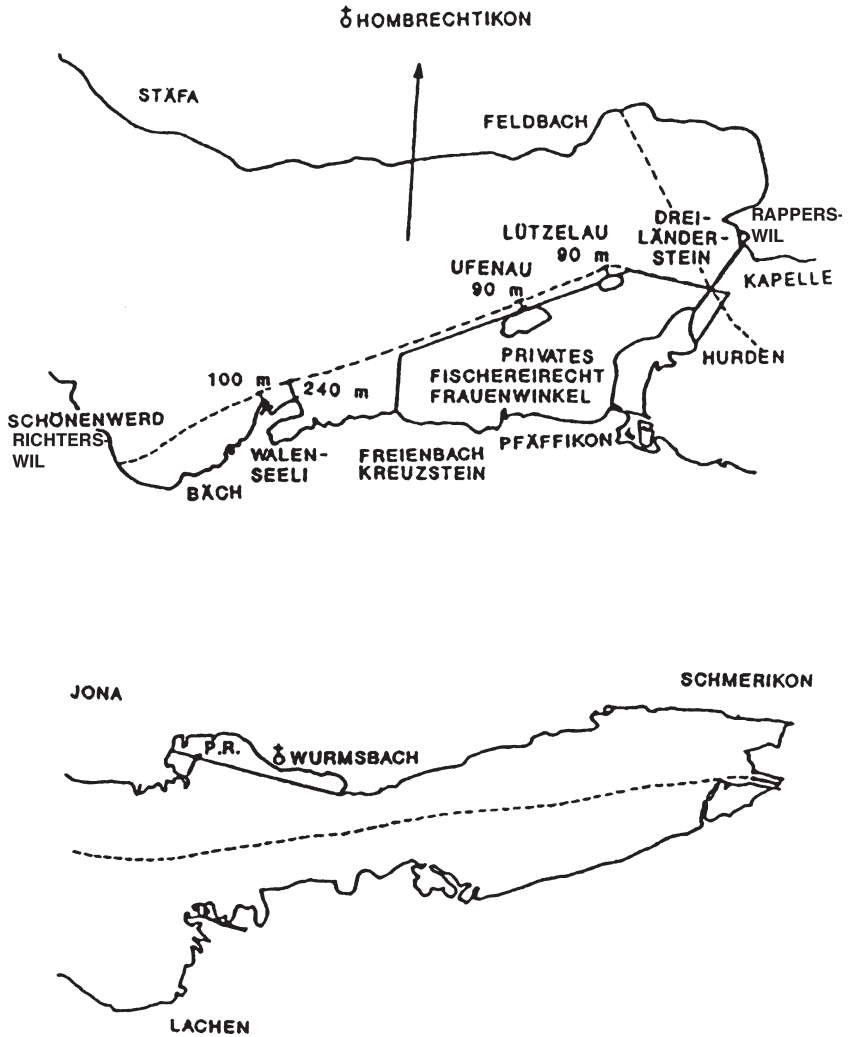 HOMBRECHTIKON
STÄFA
FELDBACH
DREI-
LÄNDER-
STEIN
RAPPERS-
WIL
LÜTZELAU
90 m
KAPELLE
UFENAU
90 m
HURDEN
PRIVATES
FISCHEREIRECHT
FRAUENWINKEL
100 m
240 m
SCHÖNENWERD
RICHTERS-
WIL
WALEN-
SEELI
FREIENBACH
KREUZSTEIN
PFÄFFIKON
BÄCH
JONA
SCHMERIKON
P.R.
WURMSBACH
LACHEN